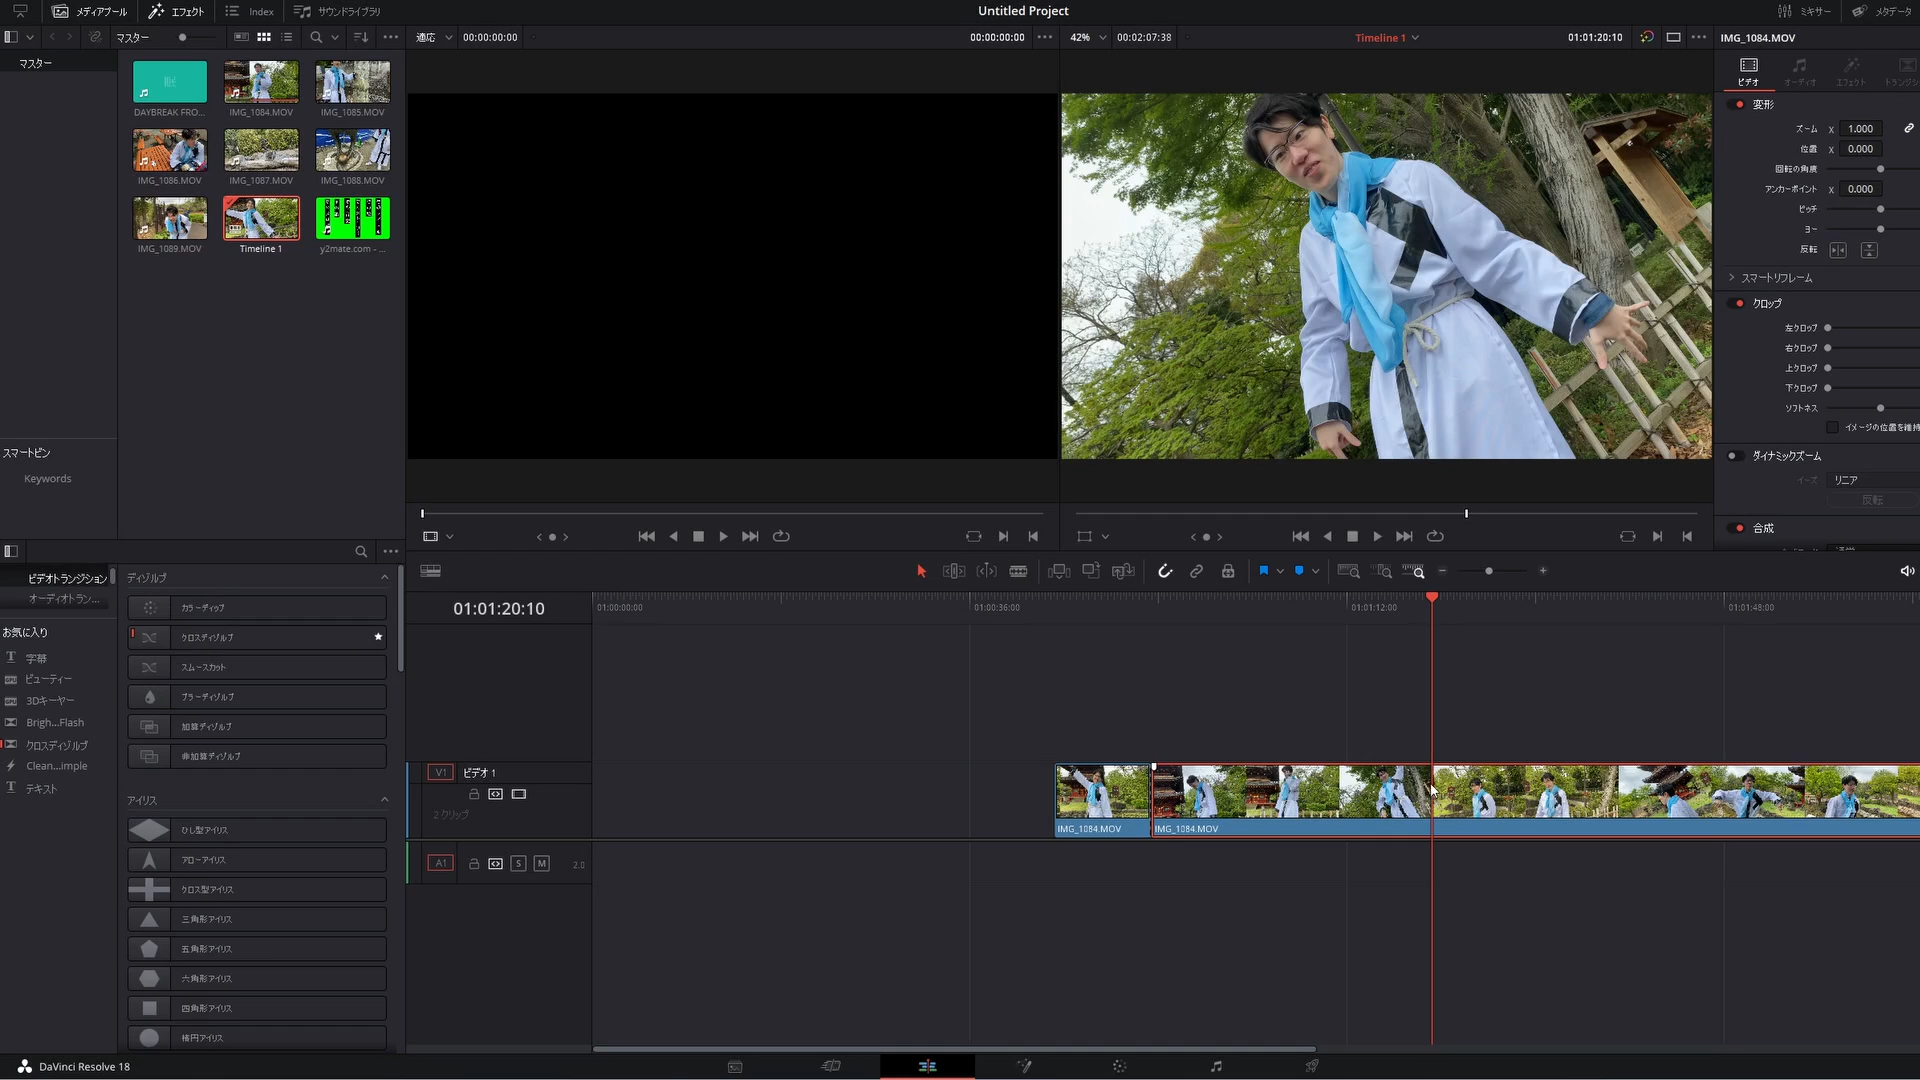 メディアプール
エフェクト
Index
サウンドライブラリ
Untitled Project
ミキサー
メタデータ
マスター
適応
00:00:00:00
00:00:00:00
42%
00:02:07:38
Timeline 1
01:01:20:10
IMG_1084.MOV
マスター
DAYBREAK FRO...
IMG_1084.MOV
IMG_1085.MOV
IMG_1086.MOV
IMG_1087.MOV
IMG_1088.MOV
IMG_1089.MOV
Timeline 1
y2mate.com - ...
スマートビン
Keywords
ビデオ
オーディオ
エフェクト
トランジシ
変形
ズーム X 1.000
位置 X 0.000
回転の角度
アンカーポイント X 0.000
ピッチ
ヨー
反転
スマートリフレーム
クロップ
左クロップ
右クロップ
上クロップ
下クロップ
ソフトネス
イメージの位置を維持
ダイナミックズーム
イーズ リニア
反転
合成
ビデオトランジション
オーディオトラン...
お気に入り
字幕
ビューティー
3Dキーヤー
Brigh...Flash
クロスディゾルブ
Clean...imple
テキスト
ディゾルブ
カラーディップ
クロスディゾルブ
スムースカット
ブラーディゾルブ
加算ディゾルブ
非加算ディゾルブ
アイリス
ひし型アイリス
アローアイリス
クロス型アイリス
三角形アイリス
五角形アイリス
六角形アイリス
四角形アイリス
楕円アイリス
01:01:20:10
01:00:00:00
01:00:36:00
01:01:12:00
01:01:48:00
V1
ビデオ 1
2 クリップ
IMG_1084.MOV
IMG_1084.MOV
A1
S
M
2.0
DaVinci Resolve 18